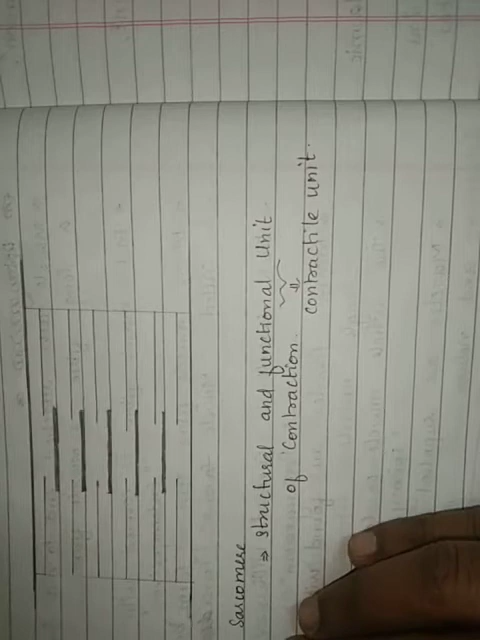 Sarcomere
⇒ structural and functional Unit
of Contraction.
⇓
contractile unit.